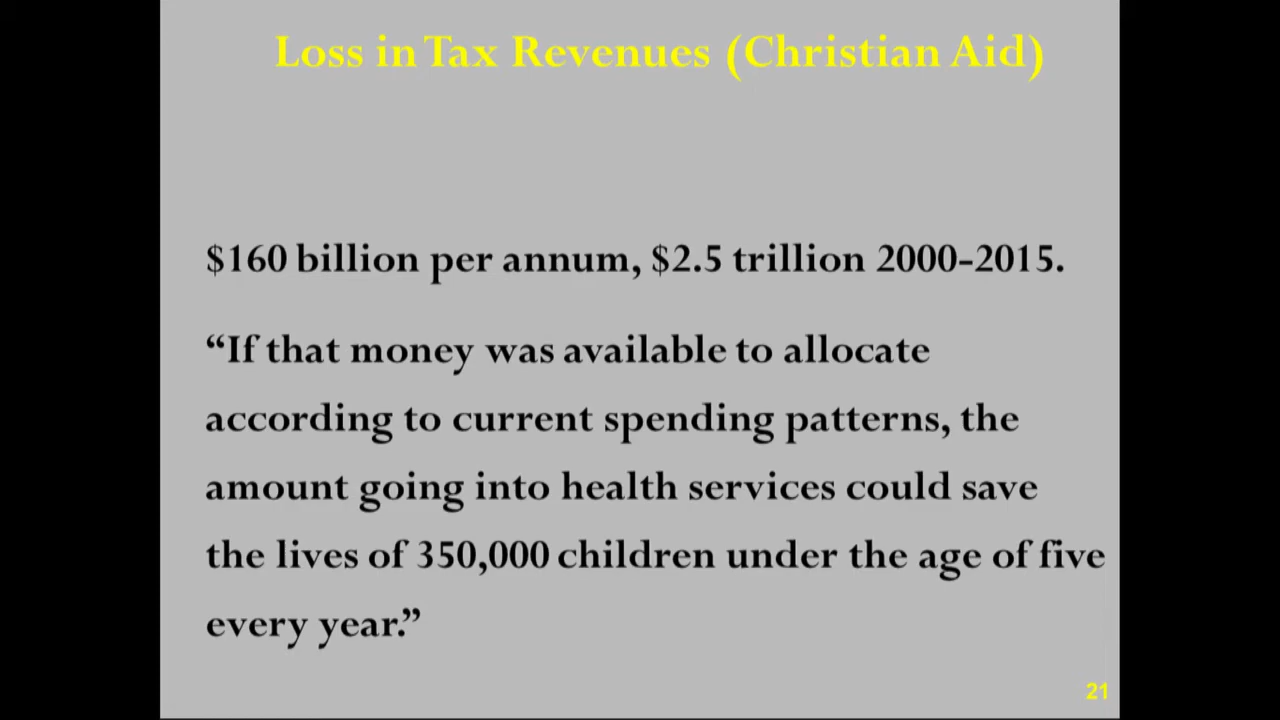 Loss in Tax Revenues (Christian Aid)
$160 billion per annum, $2.5 trillion 2000-2015.
“If that money was available to allocate
according to current spending patterns, the
amount going into health services could save
the lives of 350,000 children under the age of five
every year.”
21